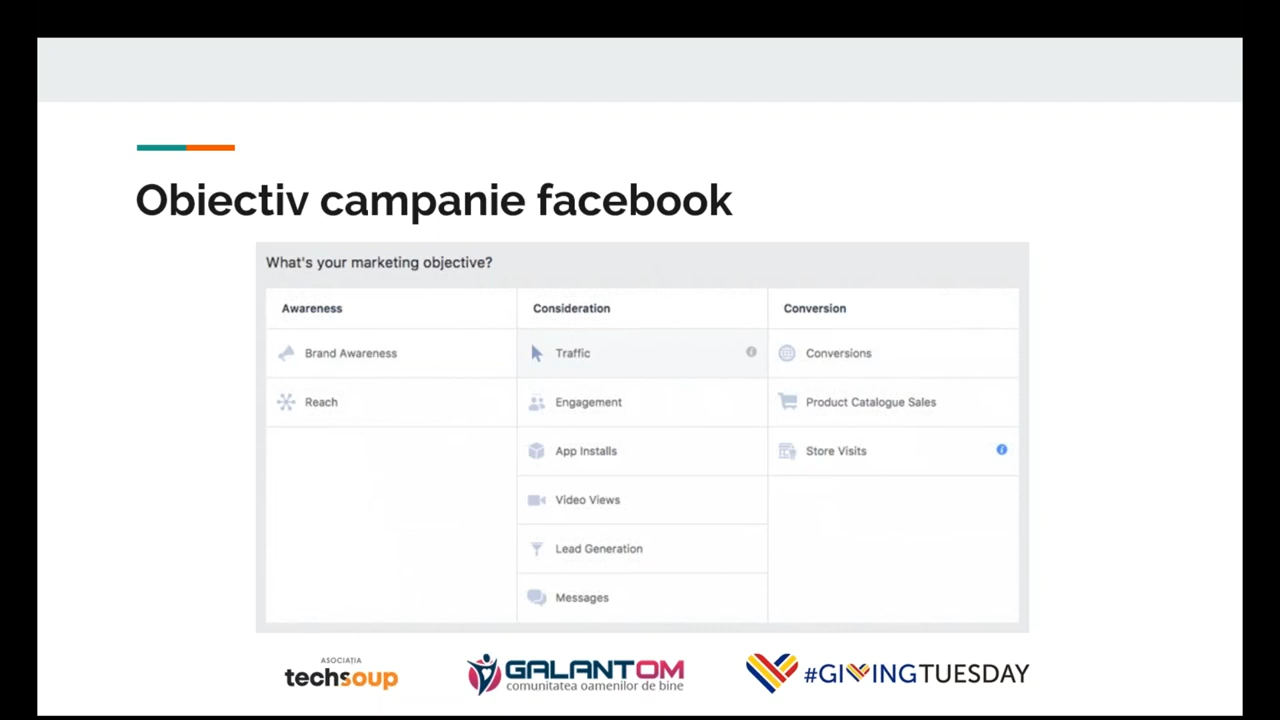 Obiectiv campanie facebook
What's your marketing objective?
Awareness
Consideration
Conversion
Brand Awareness
Traffic
Conversions
Reach
Engagement
Product Catalogue Sales
App Installs
Store Visits
Video Views
Lead Generation
Messages
ASOCIAȚIA
techsoup
GALANTOM
comunitatea oamenilor de bine
#GIVINGTUESDAY